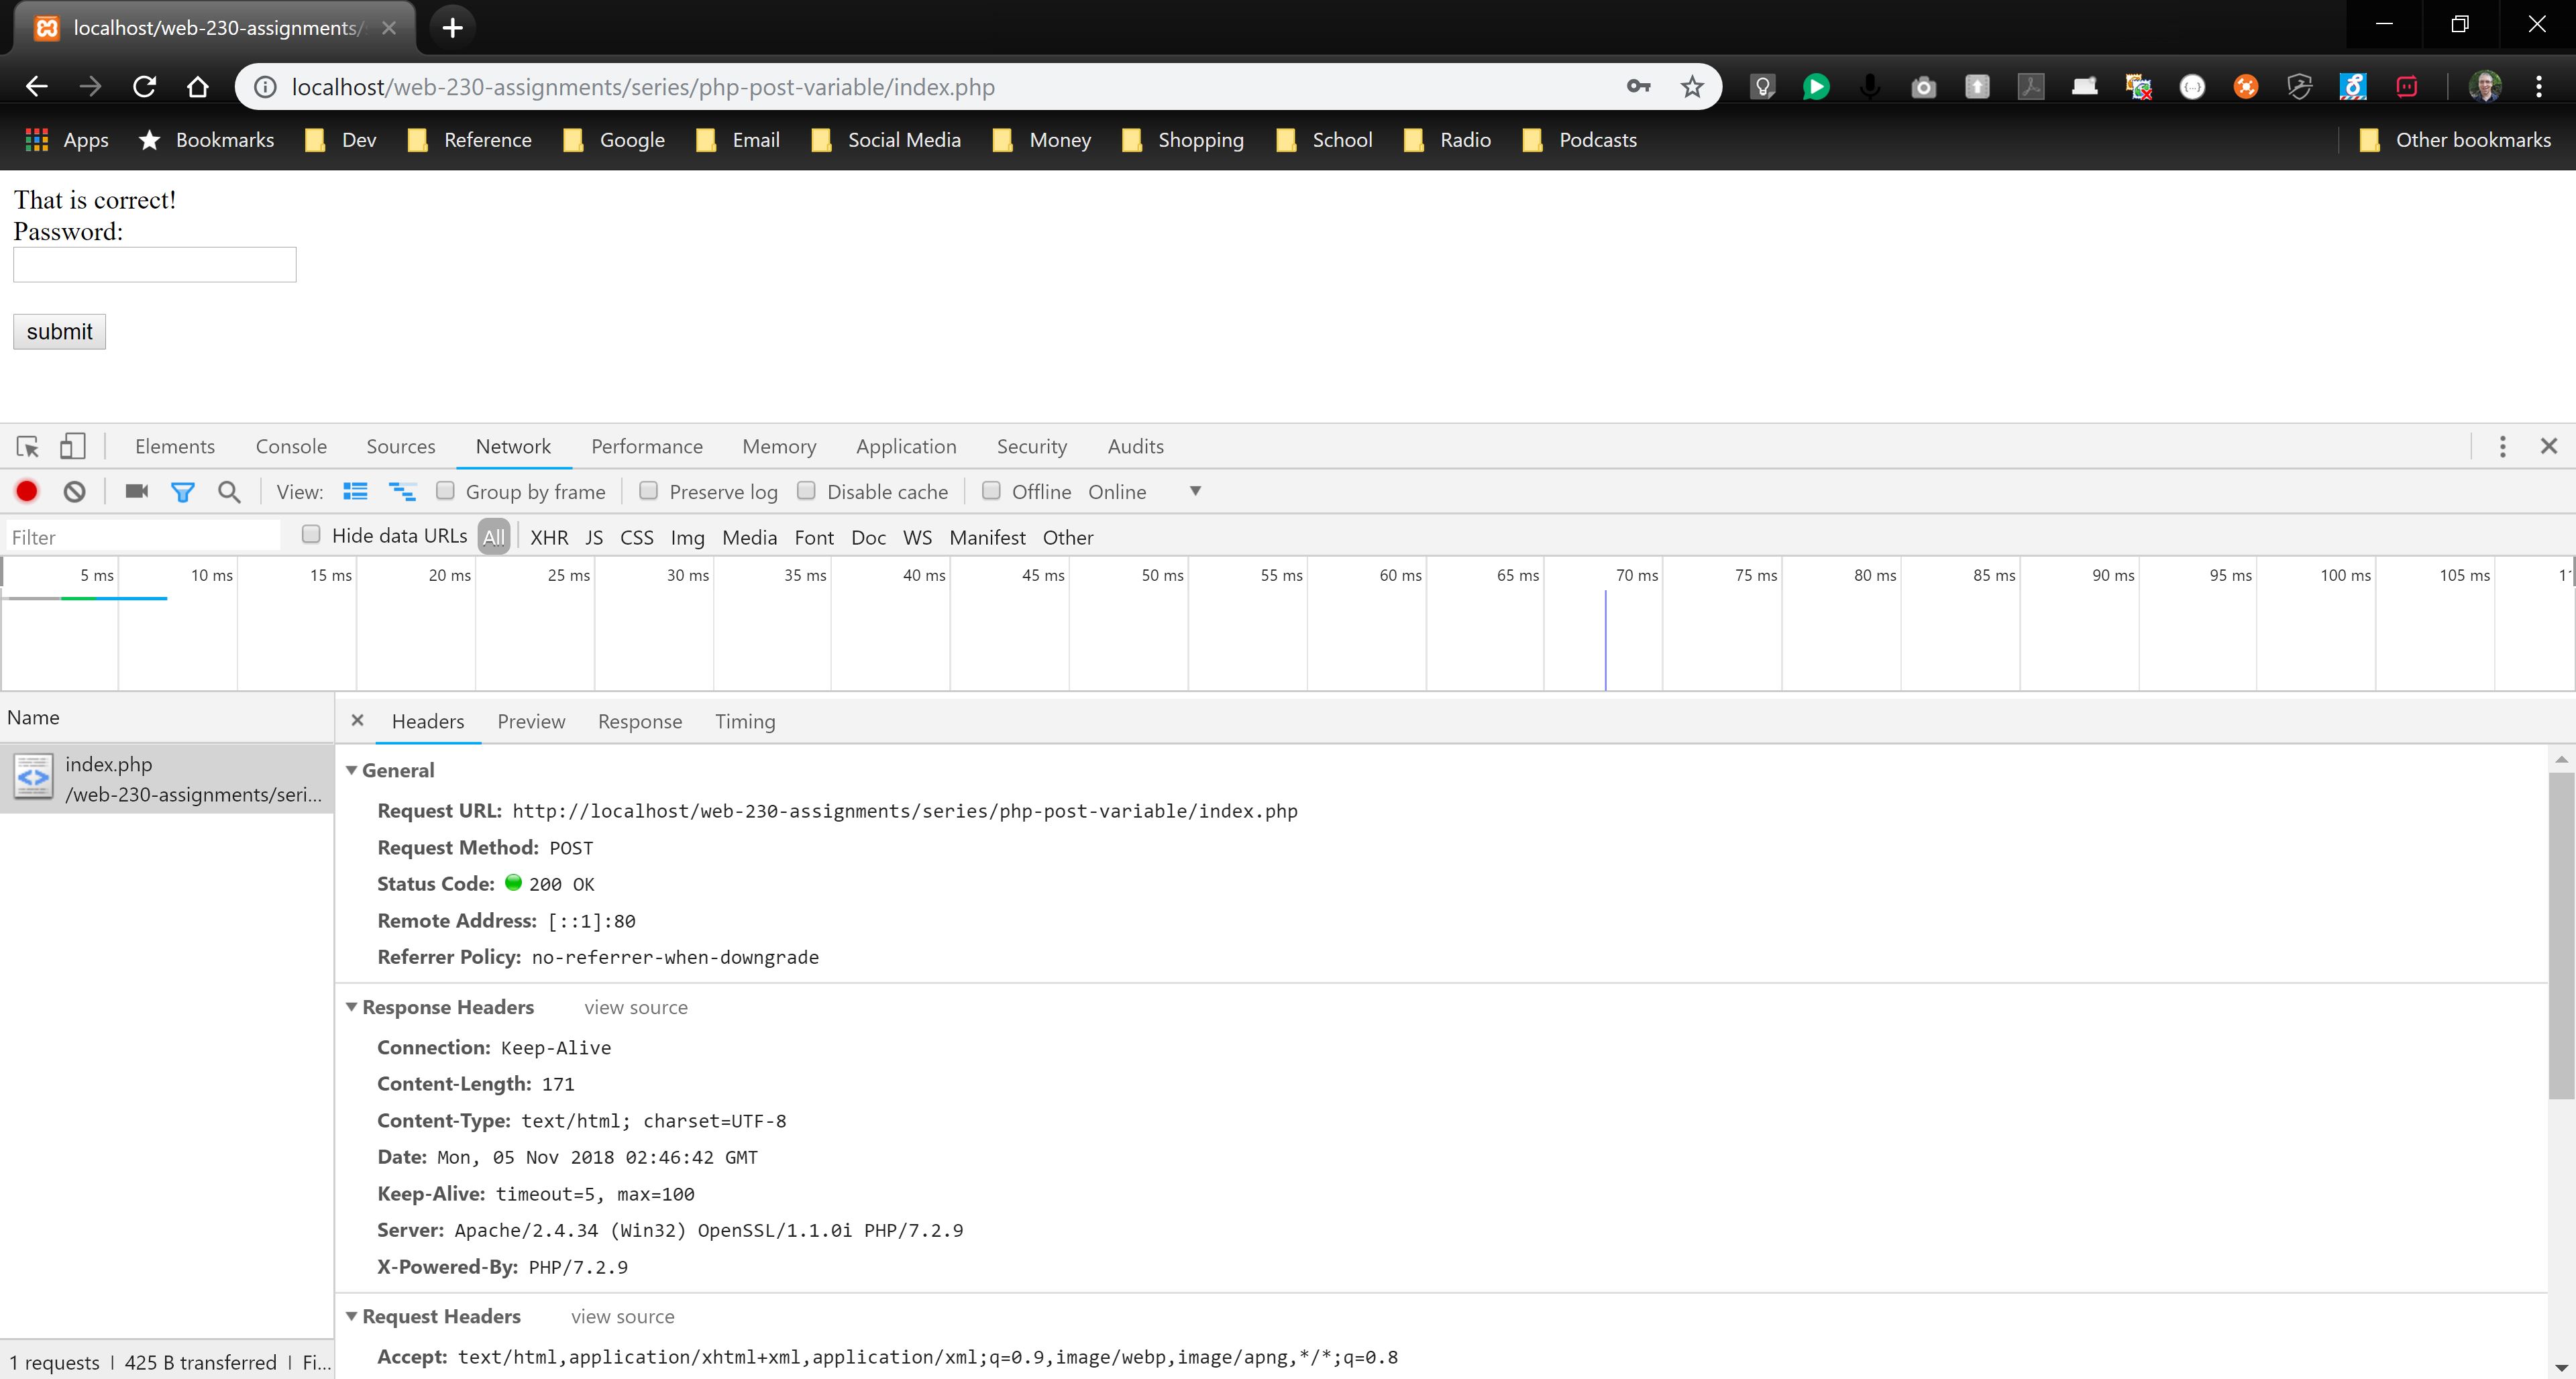 localhost/web-230-assignments/
localhost/web-230-assignments/series/php-post-variable/index.php
Apps Bookmarks Dev Reference Google Email Social Media Money Shopping School Radio Podcasts Other bookmarks
That is correct!
Password:
submit
Elements Console Sources Network Performance Memory Application Security Audits
View: Group by frame Preserve log Disable cache Offline Online
Filter Hide data URLs All XHR JS CSS Img Media Font Doc WS Manifest Other
5 ms 10 ms 15 ms 20 ms 25 ms 30 ms 35 ms 40 ms 45 ms 50 ms 55 ms 60 ms 65 ms 70 ms 75 ms 80 ms 85 ms 90 ms 95 ms 100 ms 105 ms
Name
Headers Preview Response Timing
index.php
/web-230-assignments/seri...
General
Request URL: http://localhost/web-230-assignments/series/php-post-variable/index.php
Request Method: POST
Status Code: 200 OK
Remote Address: [::1]:80
Referrer Policy: no-referrer-when-downgrade
Response Headers view source
Connection: Keep-Alive
Content-Length: 171
Content-Type: text/html; charset=UTF-8
Date: Mon, 05 Nov 2018 02:46:42 GMT
Keep-Alive: timeout=5, max=100
Server: Apache/2.4.34 (Win32) OpenSSL/1.1.0i PHP/7.2.9
X-Powered-By: PHP/7.2.9
Request Headers view source
Accept: text/html,application/xhtml+xml,application/xml;q=0.9,image/webp,image/apng,*/*;q=0.8
1 requests | 425 B transferred | Fi...